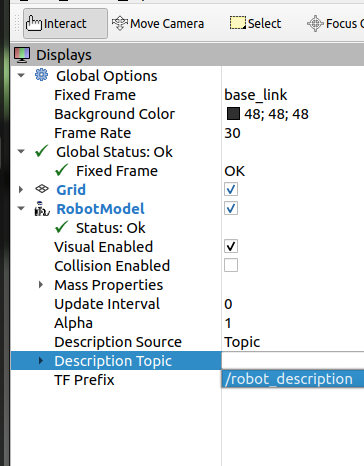 Interact Move Camera Select Focus
Displays
Global Options
Fixed Frame base_link
Background Color 48; 48; 48
Frame Rate 30
Global Status: Ok
Fixed Frame OK
Grid
RobotModel
Status: Ok
Visual Enabled
Collision Enabled
Mass Properties
Update Interval 0
Alpha 1
Description Source Topic
Description Topic
TF Prefix /robot_description